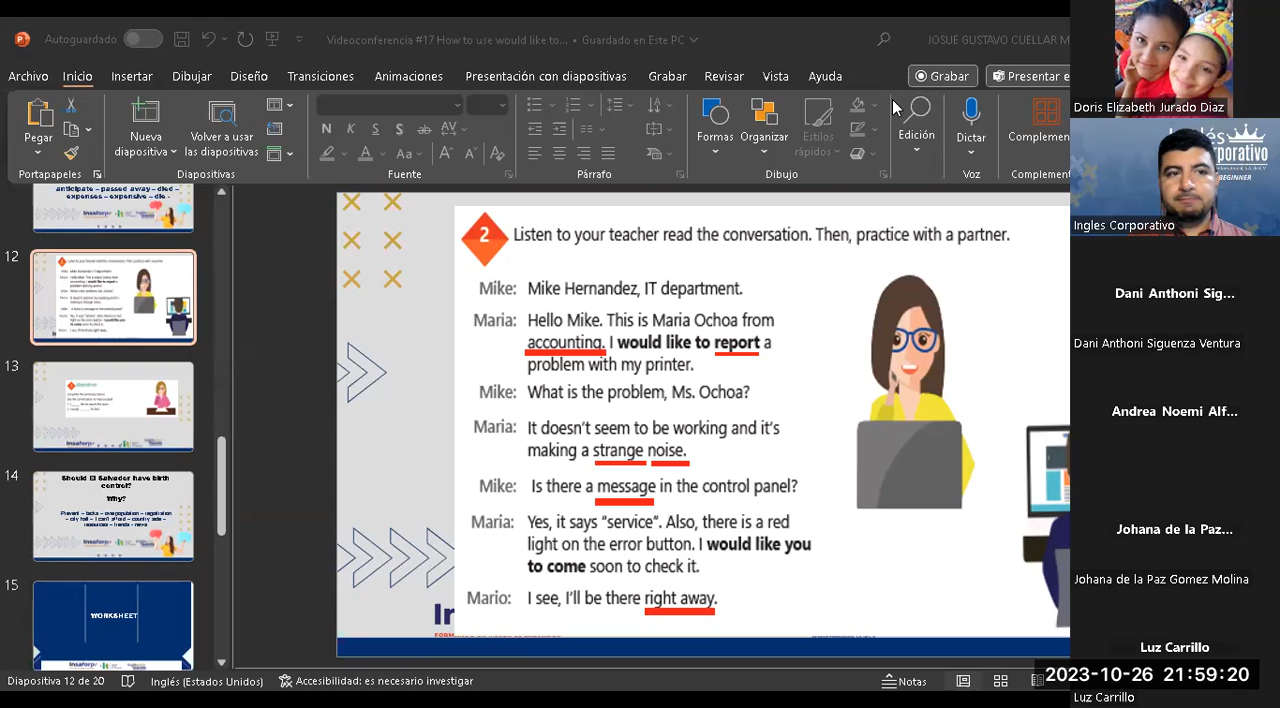 Autoguardado
Videoconferencia #17 How to use would like to... • Guardado en Este PC
JOSUE GUSTAVO CUELLAR M
Archivo Inicio Insertar Dibujar Diseño Transiciones Animaciones Presentación con diapositivas Grabar Revisar Vista Ayuda
Grabar
Presentar e
Pegar
Nueva diapositiva
Volver a usar las diapositivas
Formas
Organizar
Estilos rápidos
Edición
Dictar
Complemen
Portapapeles
Diapositivas
Fuente
Párrafo
Dibujo
Voz
Complement
anticipate – passed away – died –
expenses – expensive – die -
12
13
14
Should El Salvador have birth
control?
Why?
15
WORKSHEET
2
Listen to your teacher read the conversation. Then, practice with a partner.
Mike: Mike Hernandez, IT department.
Maria: Hello Mike. This is Maria Ochoa from
accounting. I would like to report a
problem with my printer.
Mike: What is the problem, Ms. Ochoa?
Maria: It doesn't seem to be working and it's
making a strange noise.
Mike: Is there a message in the control panel?
Maria: Yes, it says "service". Also, there is a red
light on the error button. I would like you
to come soon to check it.
Mario: I see, I'll be there right away.
Diapositiva 12 de 20
Inglés (Estados Unidos)
Accesibilidad: es necesario investigar
Notas
Doris Elizabeth Jurado Diaz
BEGINNER
Ingles Corporativo
Dani Anthoni Sig...
Dani Anthoni Siguenza Ventura
Andrea Noemi Alf...
Johana de la Paz...
Johana de la Paz Gomez Molina
Luz Carrillo
2023-10-26 21:59:20
Luz Carrillo